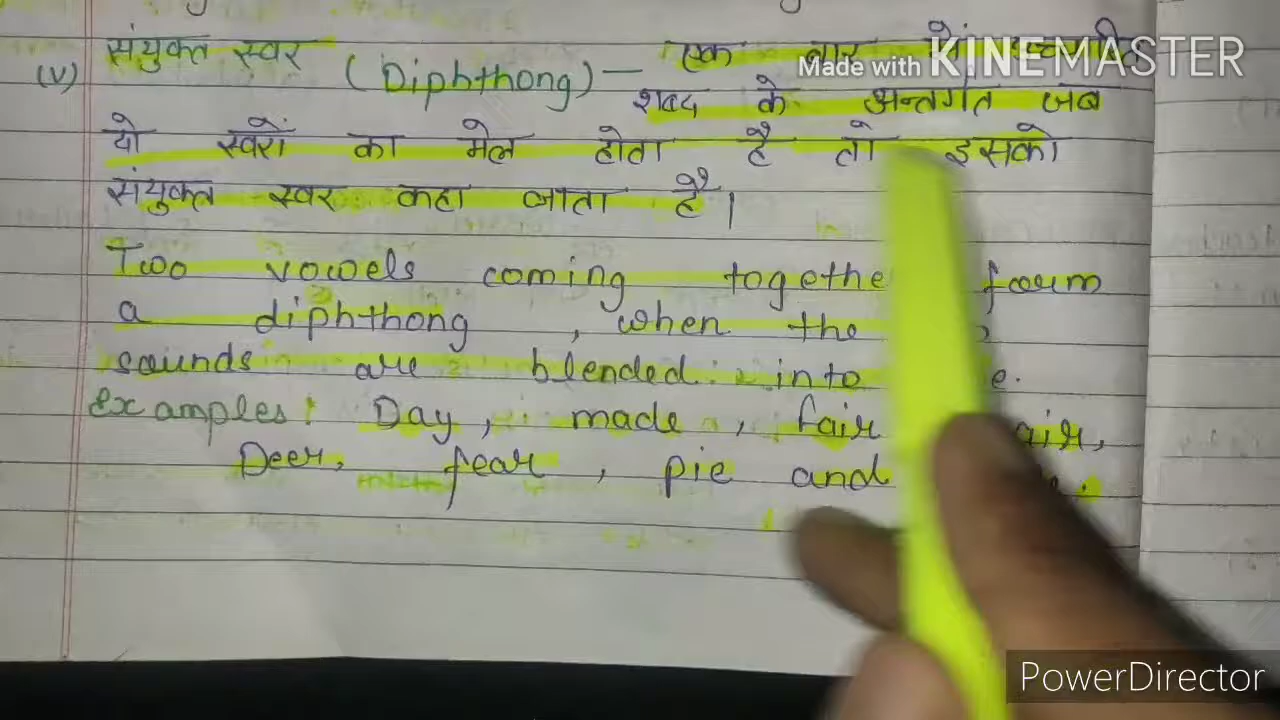 संयुक्त स्वर
(v) (Diphthong) — एक बार में
Made with KINEMASTER
शब्द के अन्तर्गत जब
दो स्वरों का मेल होता है तो इसको
संयुक्त स्वर कहा जाता है।
Two vowels coming togethe form
a diphthong , when the
sounds are blended into e.
Examples: Day, made, fair air,
Deer, fear, pie and
PowerDirector